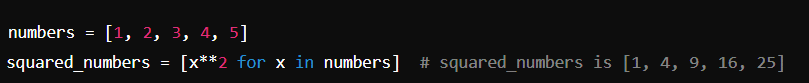 numbers = [1, 2, 3, 4, 5]
squared_numbers = [x**2 for x in numbers]  # squared_numbers is [1, 4, 9, 16, 25]